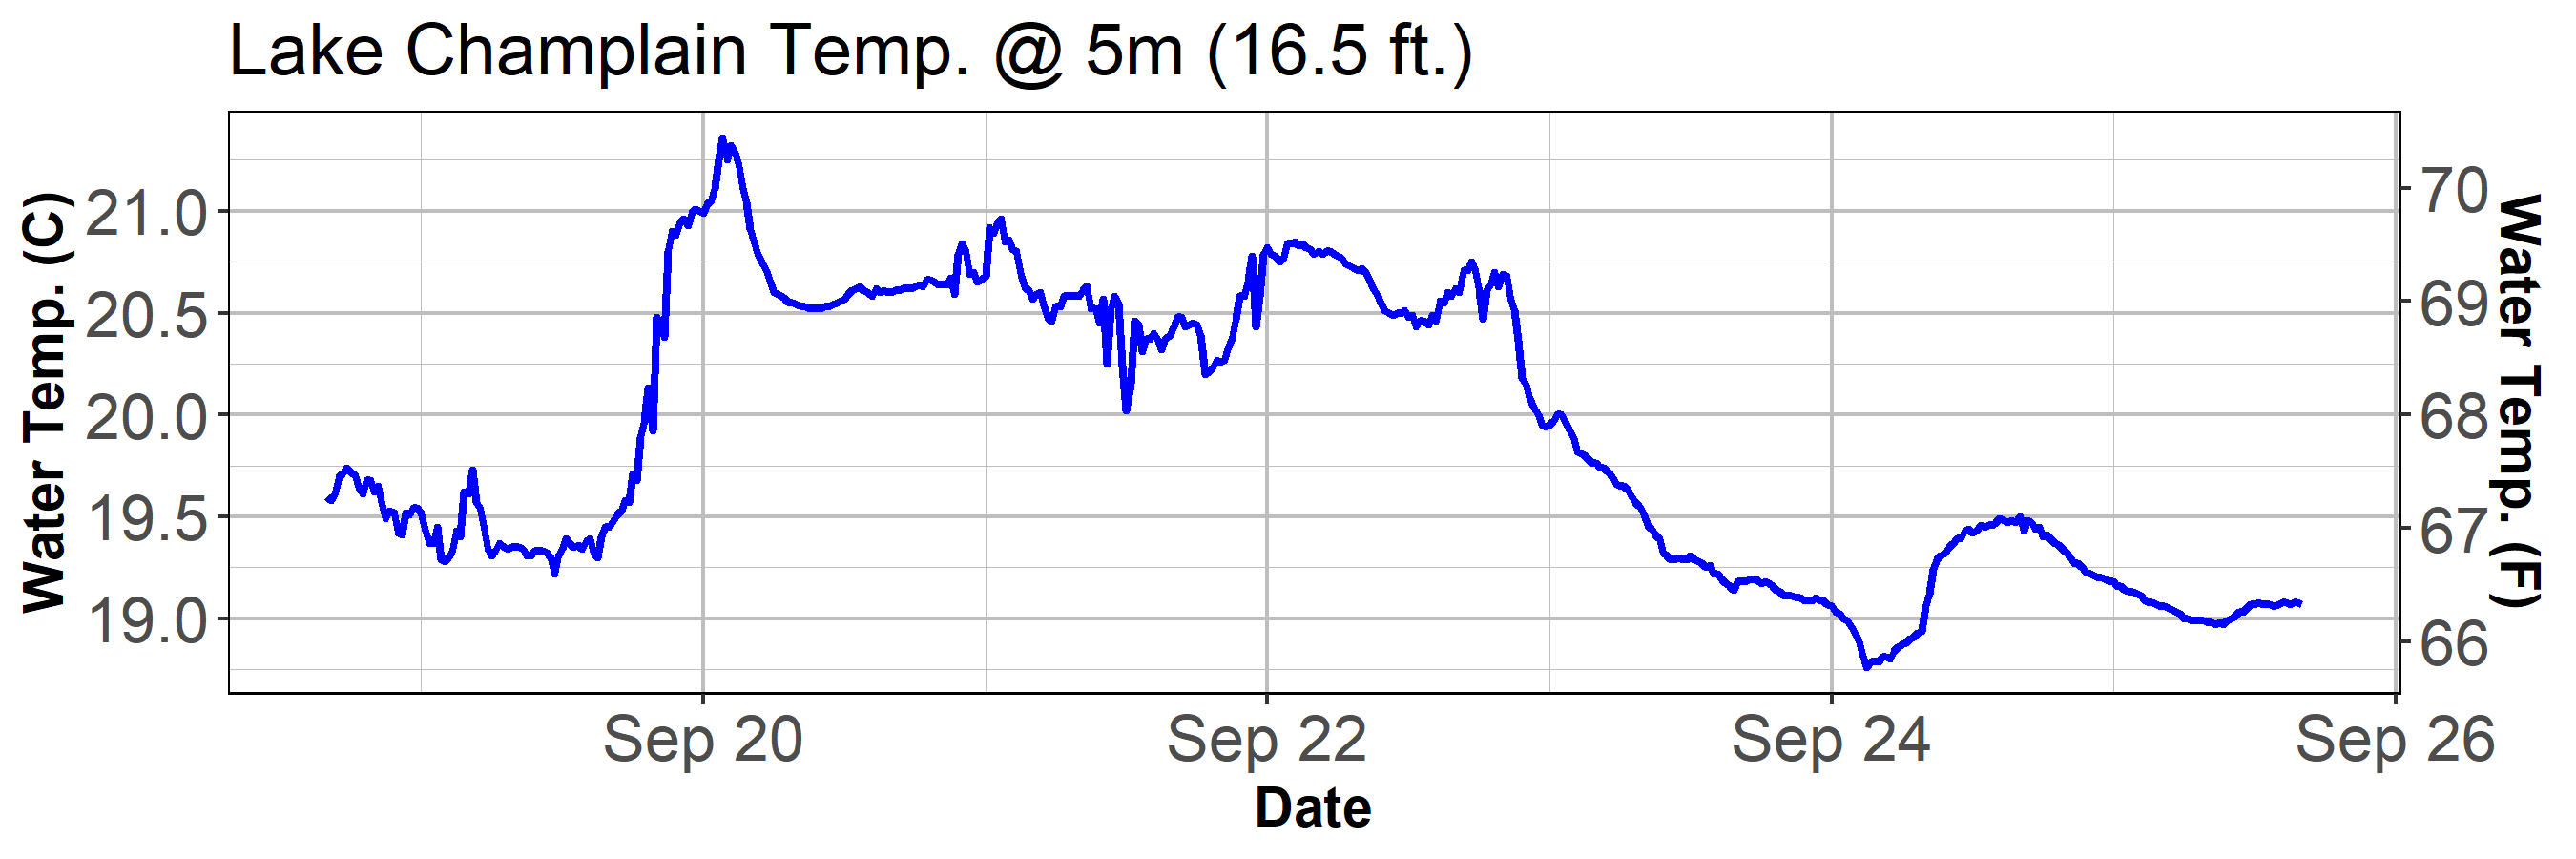 Lake Champlain Temp. @ 5m (16.5 ft.)
Water Temp. (C)
21.0
20.5
20.0
19.5
19.0
70
69
68
67
66
Water Temp. (F)
Sep 20 Sep 22 Sep 24 Sep 26
Date